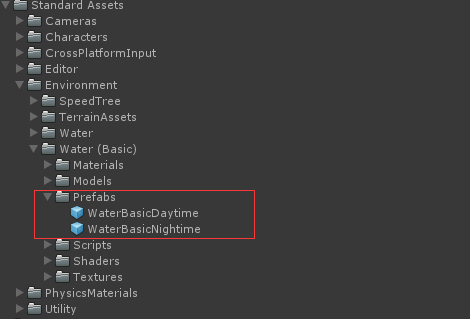 Standard Assets
Cameras
Characters
CrossPlatformInput
Editor
Environment
SpeedTree
TerrainAssets
Water
Water (Basic)
Materials
Models
Prefabs
WaterBasicDaytime
WaterBasicNightime
Scripts
Shaders
Textures
PhysicsMaterials
Utility